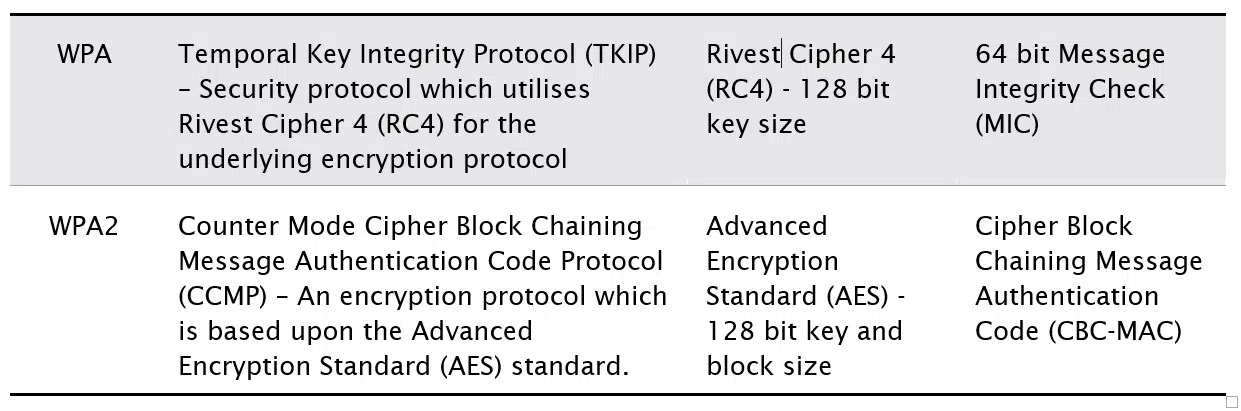 WPA
Temporal Key Integrity Protocol (TKIP)
– Security protocol which utilises
Rivest Cipher 4 (RC4) for the
underlying encryption protocol
Rivest Cipher 4
(RC4) - 128 bit
key size
64 bit Message
Integrity Check
(MIC)
WPA2
Counter Mode Cipher Block Chaining
Message Authentication Code Protocol
(CCMP) – An encryption protocol which
is based upon the Advanced
Encryption Standard (AES) standard.
Advanced
Encryption
Standard (AES) -
128 bit key and
block size
Cipher Block
Chaining Message
Authentication
Code (CBC-MAC)